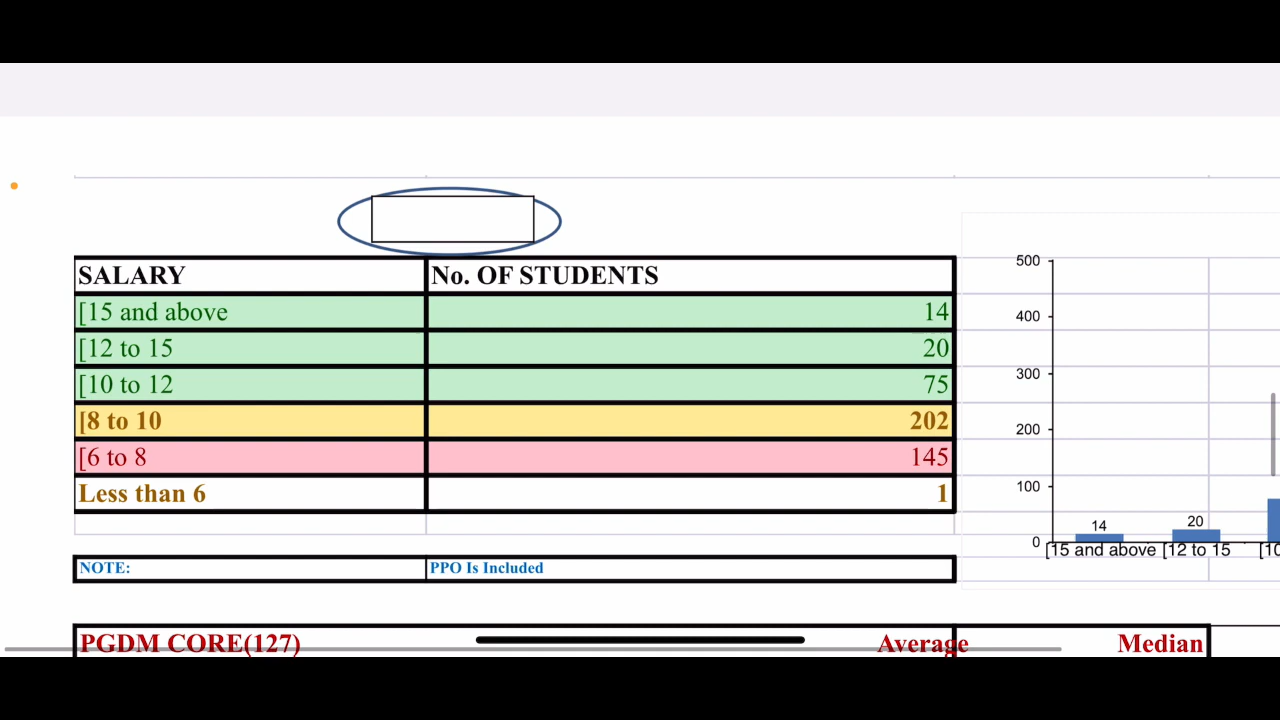 SALARY No. OF STUDENTS
[15 and above 14
[12 to 15 20
[10 to 12 75
[8 to 10 202
[6 to 8 145
Less than 6 1
NOTE: PPO Is Included
PGDM CORE(127) Average Median
500
400
300
200
100
0
14
20
[15 and above [12 to 15 [10